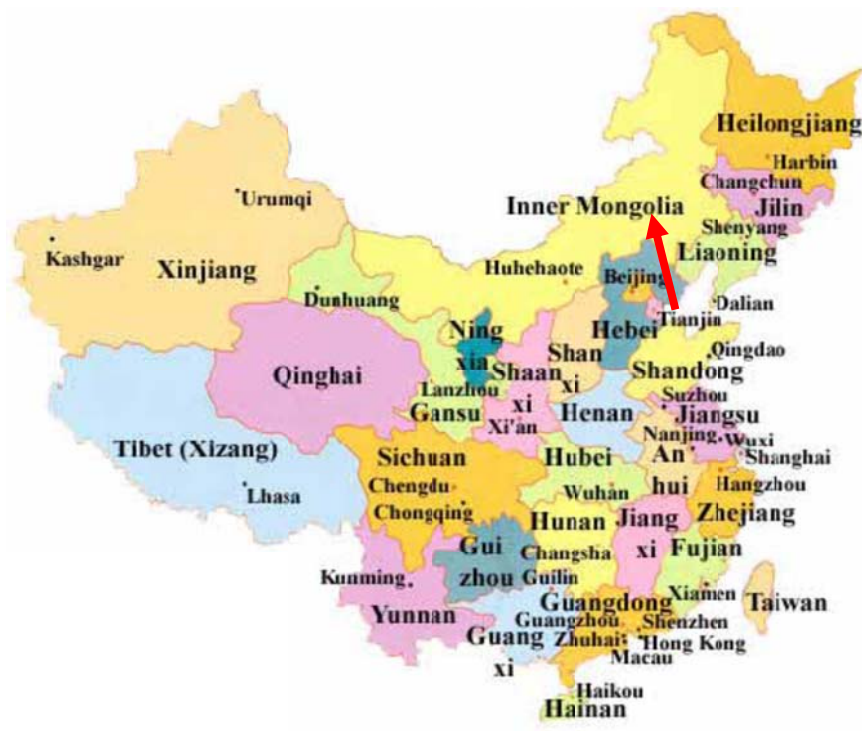 Heilongjiang
Harbin
Changchun
Jilin
Urumqi
Inner Mongolia
Shenyang
Liaoning
Kashgar
Xinjiang
Huhehaote
Beijing
Dunhuang
Dalian
Ning
xia
Hebei
Tianjin
Shan
xi
Qingdao
Qinghai
Shaan
xi
Shandong
Lanzhou
Gansu
Suzhou
Henan
Jiangsu
Xi'an
Nanjing
Wuxi
Tibet (Xizang)
Sichuan
Hubei
An
hui
Shanghai
Chengdu
Hangzhou
Lhasa
Wuhan
Chongqing
Hunan
Jiang
xi
Zhejiang
Gui
zhou
Changsha
Fujian
Kunming
Guilin
Xiamen
Yunnan
Guangdong
Taiwan
Guangzhou
Shenzhen
Guang
xi
Zhuhai
Hong Kong
Macau
Haikou
Hainan